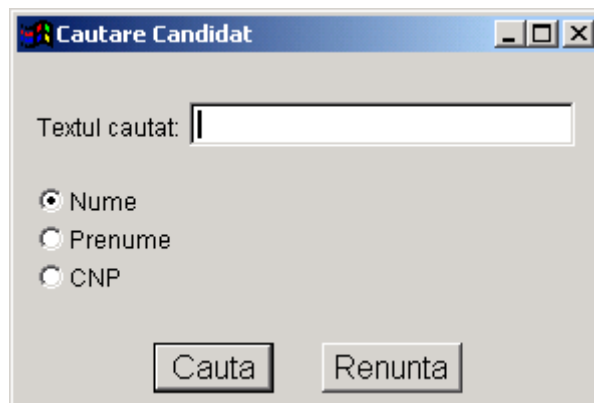 Cautare Candidat
Textul cautat:
Nume
Prenume
CNP
Cauta Renunta